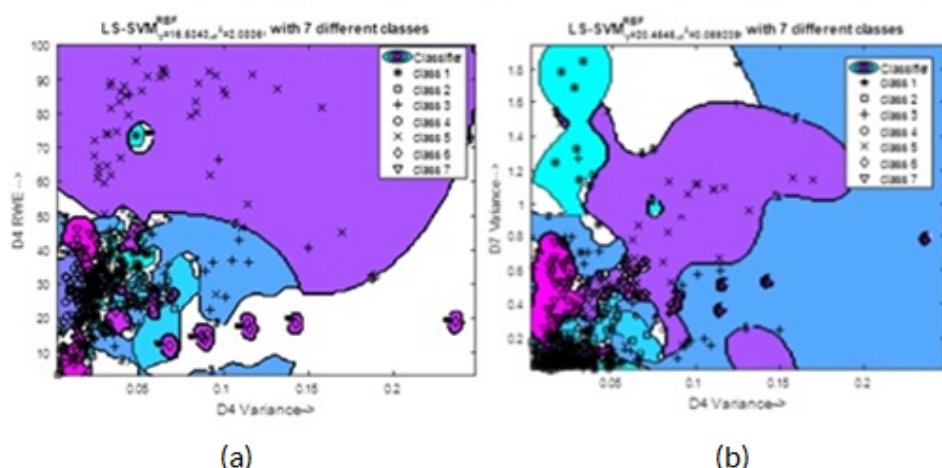 LS-SVM RBF with 7 different classes
100
90
80
70
60
50
40
30
20
10
0.05 0.1 0.15 0.2
D4 RWE -->
D4 Variance-->
Classifier
class 1
class 2
class 3
class 4
class 5
class 6
class 7
(a)
LS-SVM RBF with 7 different classes
1.8
1.6
1.4
1.2
1
0.8
0.6
0.4
0.2
0.05 0.1 0.15 0.2
D7 Variance-->
D4 Variance-->
Classifier
class 1
class 2
class 3
class 4
class 5
class 6
class 7
(b)